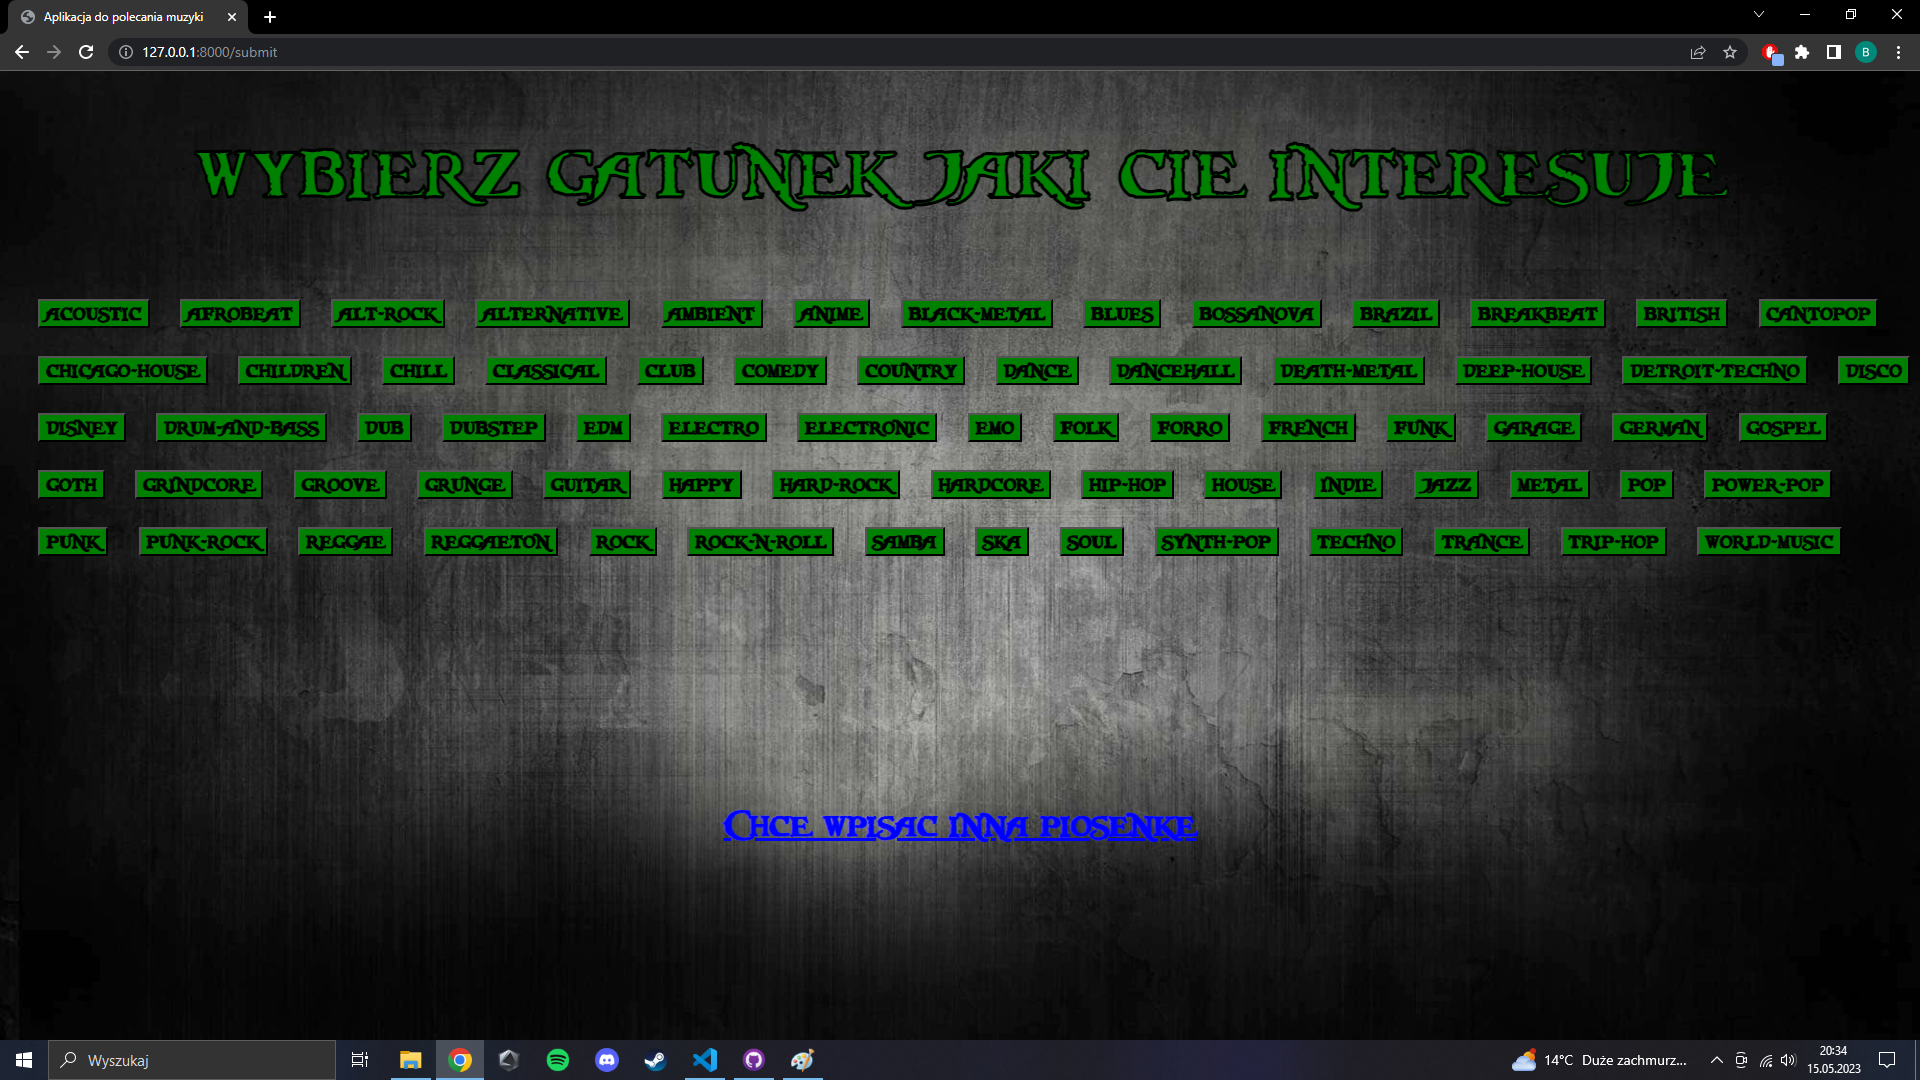 Aplikacja do polecania muzyki
127.0.0.1:8000/submit
B
WYBIERZ GATUNEK JAKI CIE INTERESUJE
ACOUSTIC AFROBEAT ALT-ROCK ALTERNATIVE AMBIENT ANIME BLACK-METAL BLUES BOSSANOVA BRAZIL BREAKBEAT BRITISH CANTOPOP
CHICAGO-HOUSE CHILDREN CHILL CLASSICAL CLUB COMEDY COUNTRY DANCE DANCEHALL DEATH-METAL DEEP-HOUSE DETROIT-TECHNO DISCO
DISNEY DRUM-AND-BASS DUB DUBSTEP EDM ELECTRO ELECTRONIC EMO FOLK FORRO FRENCH FUNK GARAGE GERMAN GOSPEL
GOTH GRINDCORE GROOVE GRUNGE GUITAR HAPPY HARD-ROCK HARDCORE HIP-HOP HOUSE INDIE JAZZ METAL POP POWER-POP
PUNK PUNK-ROCK REGGAE REGGAETON ROCK ROCK-N-ROLL SAMBA SKA SOUL SYNTH-POP TECHNO TRANCE TRIP-HOP WORLD-MUSIC
Chce wpisac inna piosenke
Wyszukaj
14°C Duże zachmurz...
20:34
15.05.2023